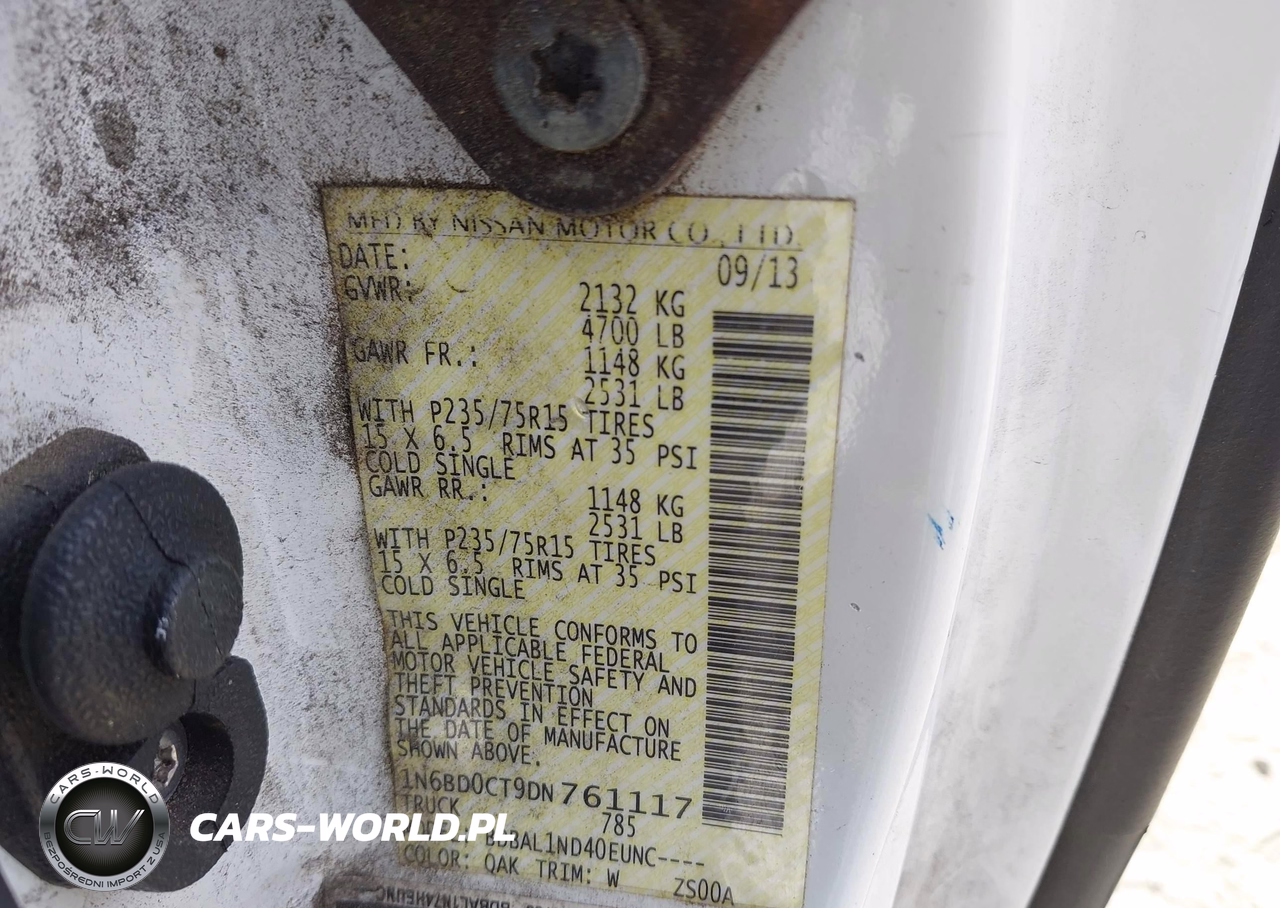 MFD BY NISSAN MOTOR CO., LTD.
DATE: 09/13
GVWR: 2132 KG
4700 LB
GAWR FR.: 1148 KG
2531 LB
WITH P235/75R15 TIRES
15 X 6.5 RIMS AT 35 PSI
COLD SINGLE
GAWR RR.: 1148 KG
2531 LB
WITH P235/75R15 TIRES
15 X 6.5 RIMS AT 35 PSI
COLD SINGLE
THIS VEHICLE CONFORMS TO
ALL APPLICABLE FEDERAL
MOTOR VEHICLE SAFETY AND
THEFT PREVENTION
STANDARDS IN EFFECT ON
THE DATE OF MANUFACTURE
SHOWN ABOVE.
1N6BD0CT9DN761117
TRUCK 785
BDBAL1ND40EUNC----
COLOR: QAK TRIM: W ZS00A
CARS-WORLD
CW
BEZPOŚREDNI IMPORT Z USA
CARS-WORLD.PL